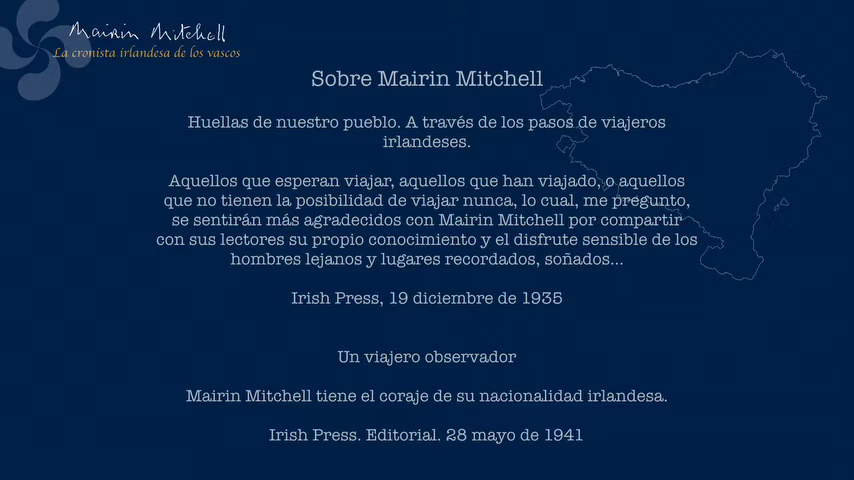 Mairin Mitchell
La cronista irlandesa de los vascos
Sobre Mairin Mitchell
Huellas de nuestro pueblo. A través de los pasos de viajeros
irlandeses.
Aquellos que esperan viajar, aquellos que han viajado, o aquellos
que no tienen la posibilidad de viajar nunca, lo cual, me pregunto,
se sentirán más agradecidos con Mairin Mitchell por compartir
con sus lectores su propio conocimiento y el disfrute sensible de los
hombres lejanos y lugares recordados, soñados...
Irish Press, 19 diciembre de 1935
Un viajero observador
Mairin Mitchell tiene el coraje de su nacionalidad irlandesa.
Irish Press. Editorial. 28 mayo de 1941